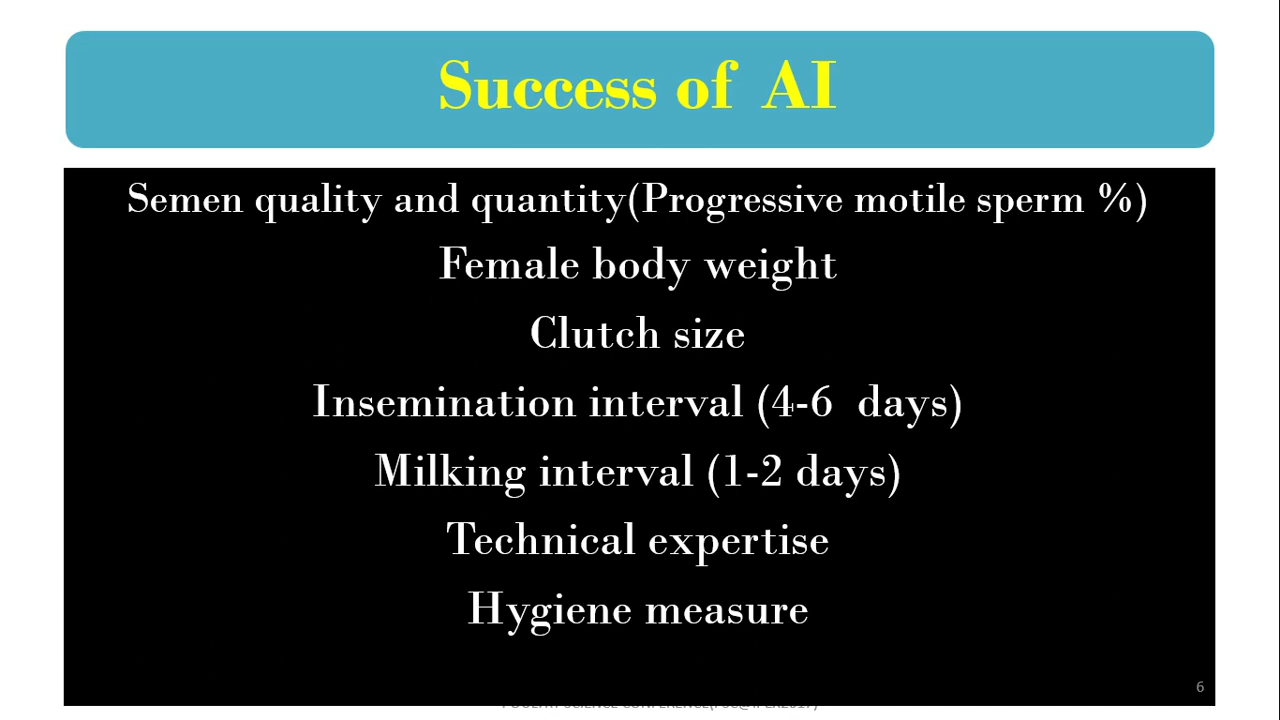 Success of AI
Semen quality and quantity(Progressive motile sperm %)
Female body weight
Clutch size
Insemination interval (4-6 days)
Milking interval (1-2 days)
Technical expertise
Hygiene measure
6